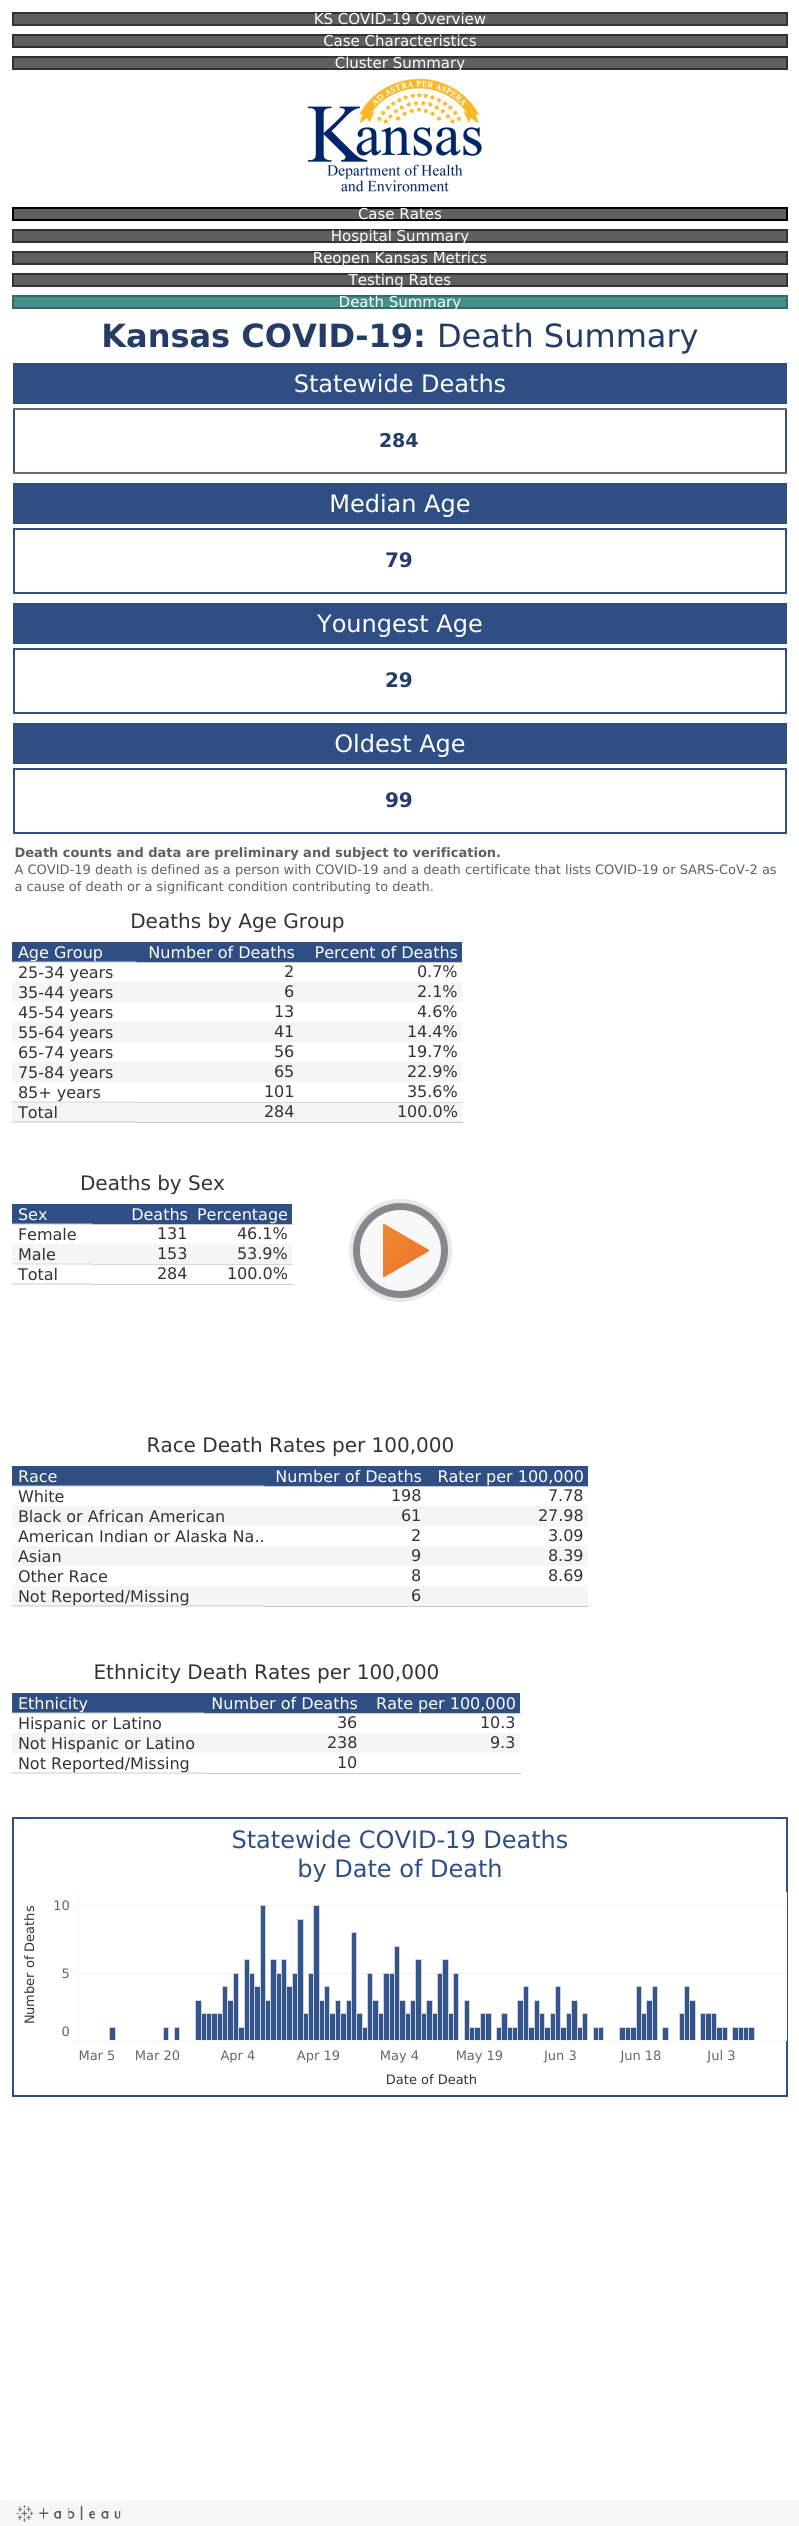 KS COVID-19 Overview
Case Characteristics
Cluster Summary
AD ASTRA PER ASPERA
Kansas
Department of Health
and Environment
Case Rates
Hospital Summary
Reopen Kansas Metrics
Testing Rates
Death Summary
Kansas COVID-19: Death Summary
Statewide Deaths
284
Median Age
79
Youngest Age
29
Oldest Age
99
Death counts and data are preliminary and subject to verification.
A COVID-19 death is defined as a person with COVID-19 and a death certificate that lists COVID-19 or SARS-CoV-2 as
a cause of death or a significant condition contributing to death.
Deaths by Age Group
Age Group Number of Deaths Percent of Deaths
25-34 years 2 0.7%
35-44 years 6 2.1%
45-54 years 13 4.6%
55-64 years 41 14.4%
65-74 years 56 19.7%
75-84 years 65 22.9%
85+ years 101 35.6%
Total 284 100.0%
Deaths by Sex
Sex Deaths Percentage
Female 131 46.1%
Male 153 53.9%
Total 284 100.0%
Race Death Rates per 100,000
Race Number of Deaths Rater per 100,000
White 198 7.78
Black or African American 61 27.98
American Indian or Alaska Na.. 2 3.09
Asian 9 8.39
Other Race 8 8.69
Not Reported/Missing 6
Ethnicity Death Rates per 100,000
Ethnicity Number of Deaths Rate per 100,000
Hispanic or Latino 36 10.3
Not Hispanic or Latino 238 9.3
Not Reported/Missing 10
Statewide COVID-19 Deaths
by Date of Death
Number of Deaths
10
5
0
Mar 5 Mar 20 Apr 4 Apr 19 May 4 May 19 Jun 3 Jun 18 Jul 3
Date of Death
tableau